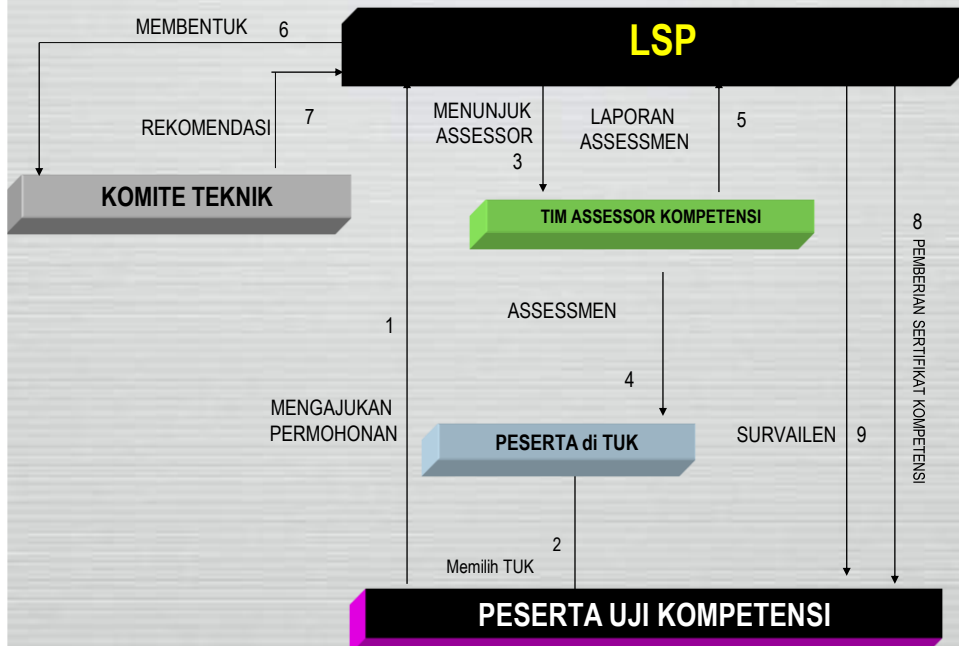 MEMBENTUK 6
LSP
REKOMENDASI
7
MENUNJUK
ASSESSOR
3
LAPORAN
ASSESSMEN
5
KOMITE TEKNIK
TIM ASSESSOR KOMPETENSI
8 PEMBERIAN SERTIFIKAT KOMPETENSI
ASSESSMEN
1
4
MENGAJUKAN
PERMOHONAN
PESERTA di TUK
SURVAILEN 9
2
Memilih TUK
PESERTA UJI KOMPETENSI